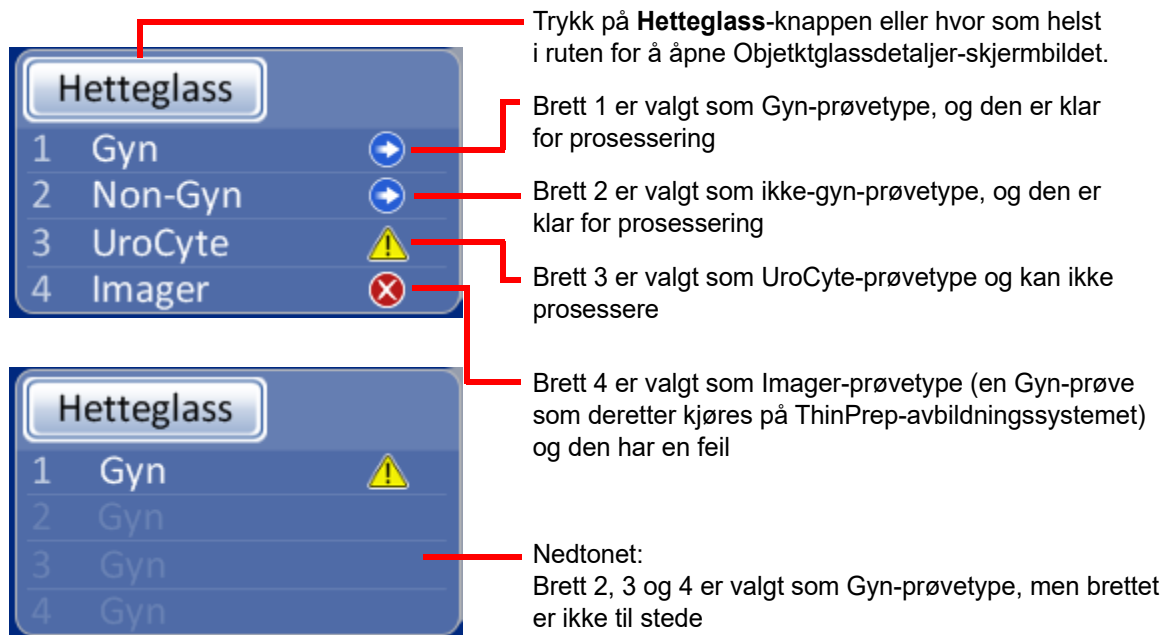 Trykk på Hetteglass-knappen eller hvor som helst
i ruten for å åpne Objetktglassdetaljer-skjermbildet.
Hetteglass
1 Gyn
2 Non-Gyn
3 UroCyte
4 Imager
Brett 1 er valgt som Gyn-prøvetype, og den er klar
for prosessering
Brett 2 er valgt som ikke-gyn-prøvetype, og den er
klar for prosessering
Brett 3 er valgt som UroCyte-prøvetype og kan ikke
prosessere
Brett 4 er valgt som Imager-prøvetype (en Gyn-prøve
som deretter kjøres på ThinPrep-avbildningssystemet)
og den har en feil
Hetteglass
1 Gyn
2 Gyn
3 Gyn
4 Gyn
Nedtonet:
Brett 2, 3 og 4 er valgt som Gyn-prøvetype, men brettet
er ikke til stede